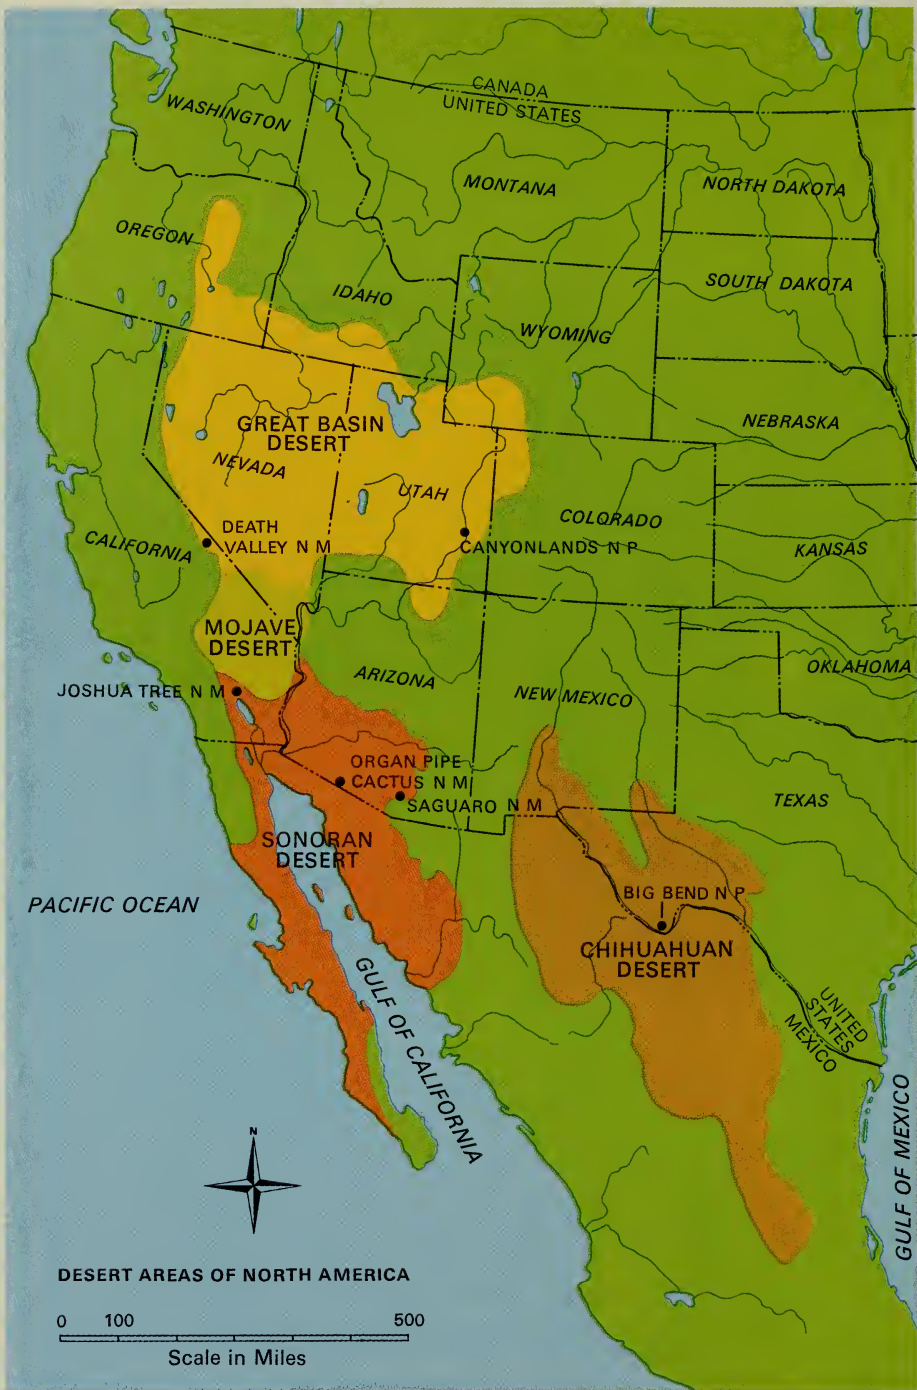 CANADA
UNITED STATES
WASHINGTON
MONTANA
NORTH DAKOTA
OREGON
IDAHO
SOUTH DAKOTA
WYOMING
NEBRASKA
GREAT BASIN
DESERT
NEVADA
UTAH
COLORADO
DEATH
VALLEY N M
CALIFORNIA
CANYONLANDS N P
KANSAS
MOJAVE
DESERT
ARIZONA
NEW MEXICO
OKLAHOMA
JOSHUA TREE N M
ORGAN PIPE
CACTUS N M
SAGUARO N M
TEXAS
SONORAN
DESERT
BIG BEND N P
PACIFIC OCEAN
CHIHUAHUAN
DESERT
GULF OF CALIFORNIA
UNITED
STATES
MEXICO
GULF OF MEXICO
N
DESERT AREAS OF NORTH AMERICA
0 100 500
Scale in Miles